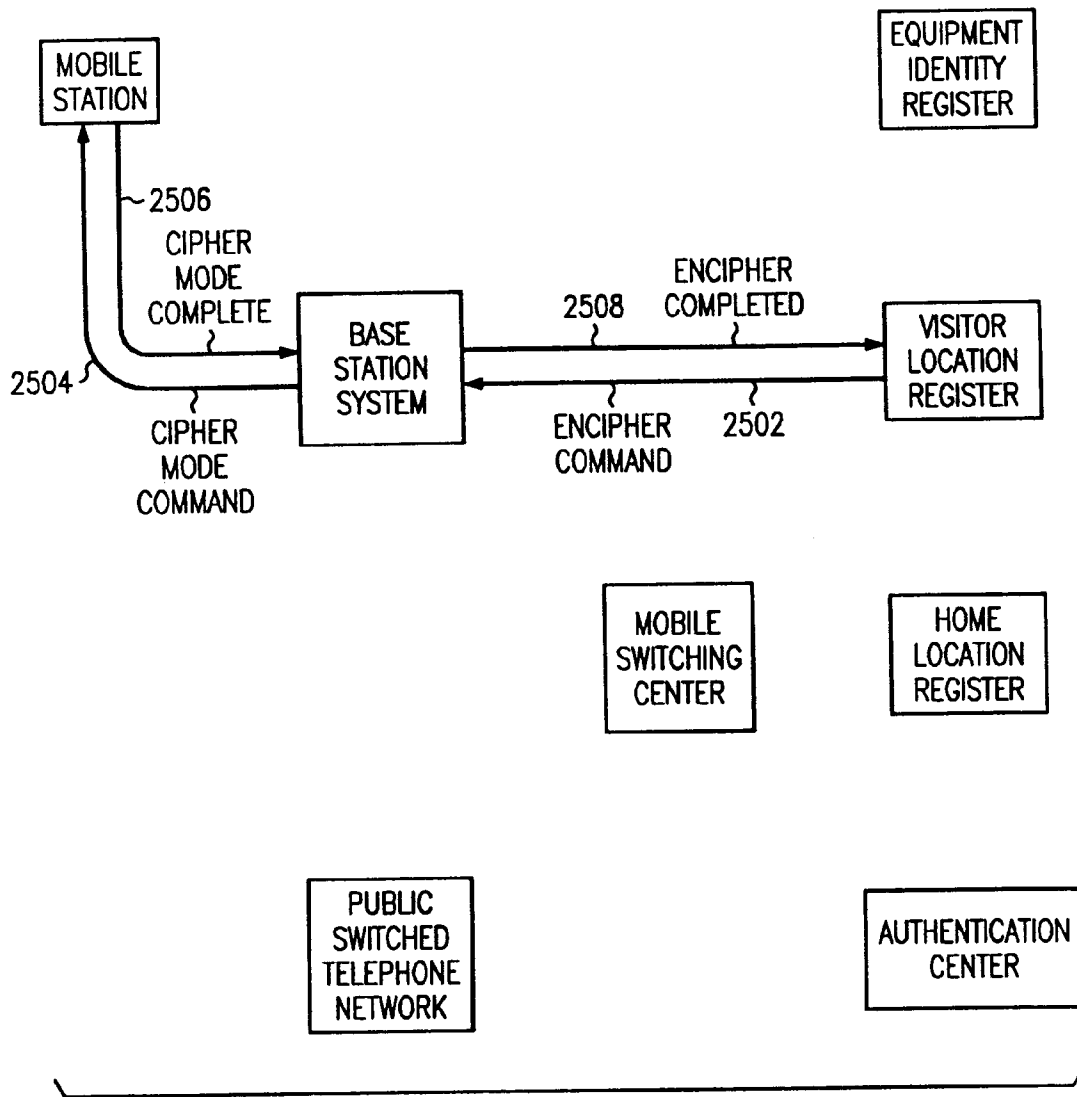 EQUIPMENT
IDENTITY
REGISTER
MOBILE
STATION
2506
CIPHER
MODE
COMPLETE
2504
CIPHER
MODE
COMMAND
BASE
STATION
SYSTEM
2508
ENCIPHER
COMPLETED
ENCIPHER
COMMAND
2502
VISITOR
LOCATION
REGISTER
MOBILE
SWITCHING
CENTER
HOME
LOCATION
REGISTER
PUBLIC
SWITCHED
TELEPHONE
NETWORK
AUTHENTICATION
CENTER